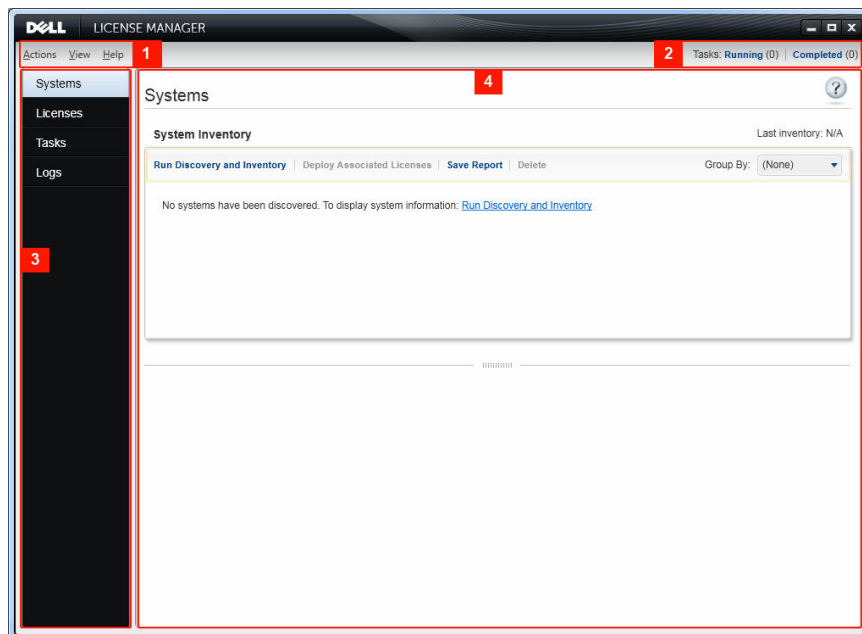 DELL LICENSE MANAGER
Actions View Help 1 2 Tasks: Running (0) | Completed (0)
Systems
Licenses
Tasks
Logs
3
4
Systems
?
System Inventory Last inventory: N/A
Run Discovery and Inventory | Deploy Associated Licenses | Save Report | Delete Group By: (None)
No systems have been discovered. To display system information: Run Discovery and Inventory